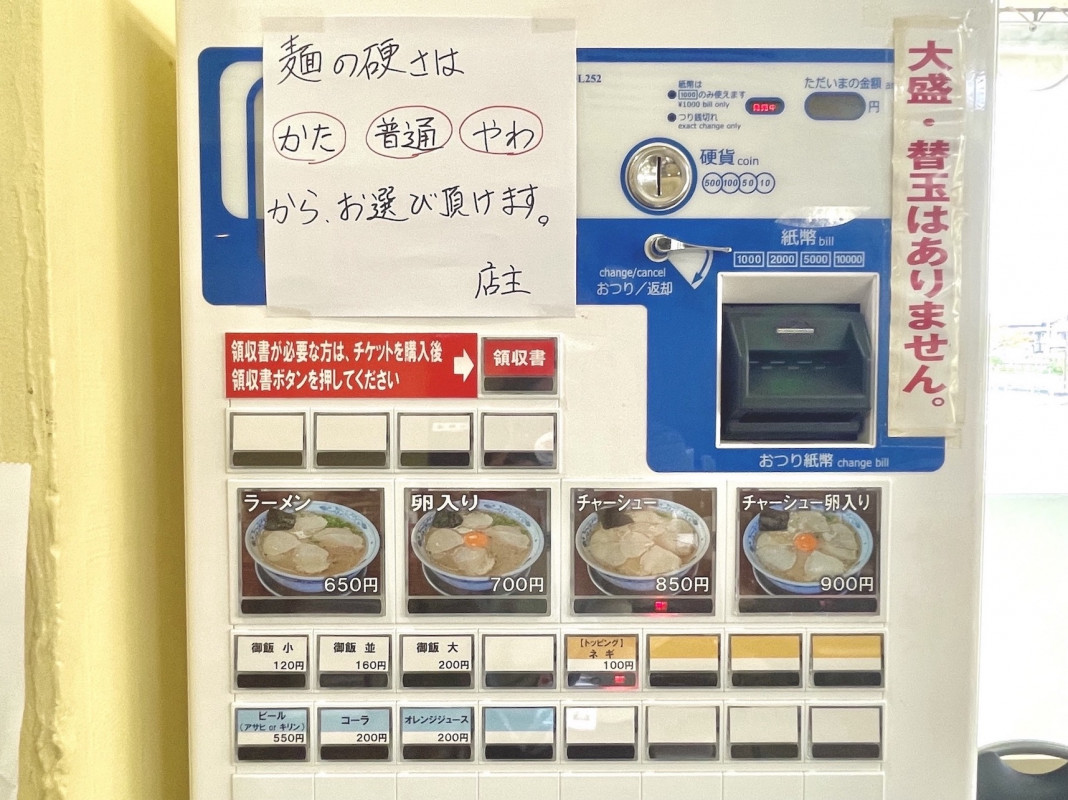 麺の硬さは
かた 普通 やわ
から、お選び頂けます。
店主
L252
紙幣は
1000のみ使えます
¥1000 bill only
つり銭切れ
exact change only
ただいまの金額
円
硬貨 coin
500 100 50 10
紙幣 bill
1000 2000 5000 10000
change/cancel
おつり/返却
おつり紙幣 change bill
大盛・替玉はありません。
領収書が必要な方は、チケットを購入後
領収書ボタンを押してください
領収書
ラーメン
650円
卵入り
700円
チャーシュー
850円
チャーシュー卵入り
900円
御飯 小
120円
御飯 並
160円
御飯 大
200円
【トッピング】
ネギ
100円
ビール
(アサヒ or キリン)
550円
コーラ
200円
オレンジジュース
200円